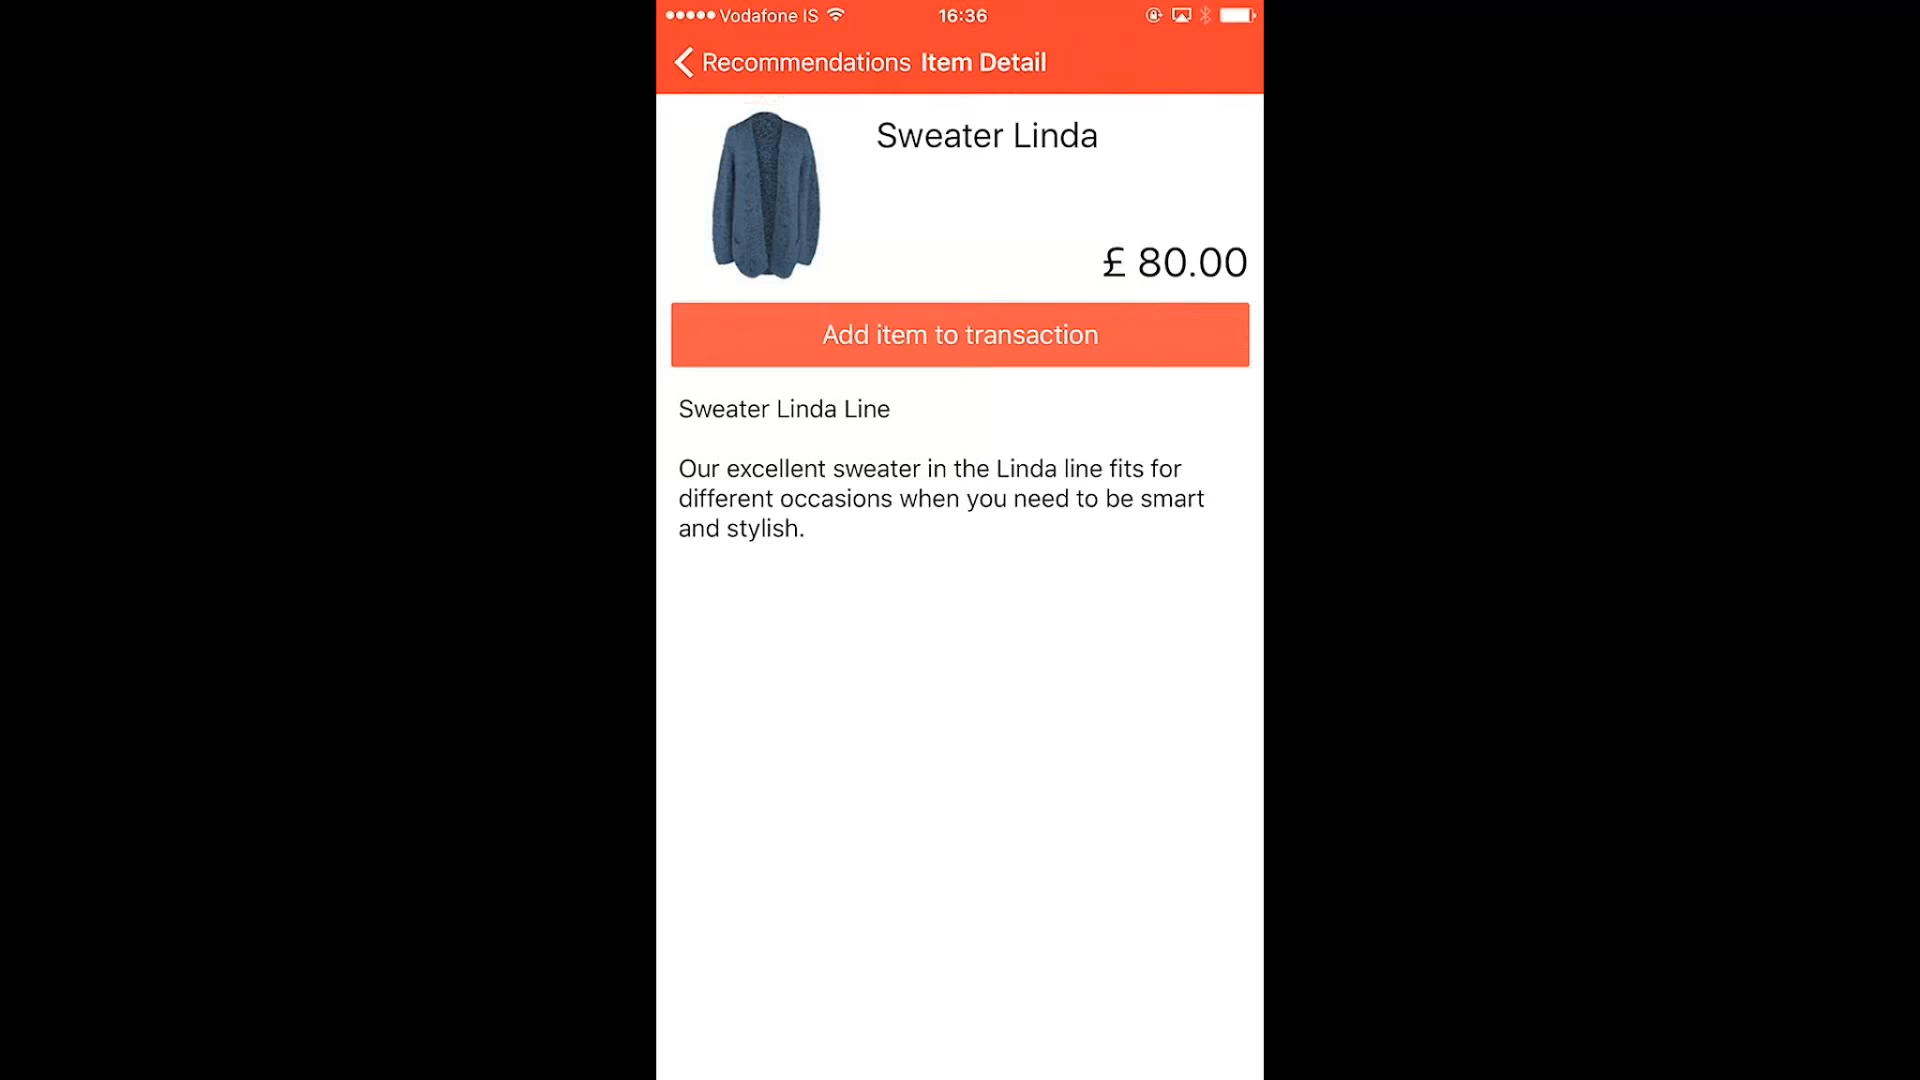 Vodafone IS 16:36
Recommendations Item Detail
Sweater Linda
£ 80.00
Add item to transaction
Sweater Linda Line
Our excellent sweater in the Linda line fits for
different occasions when you need to be smart
and stylish.